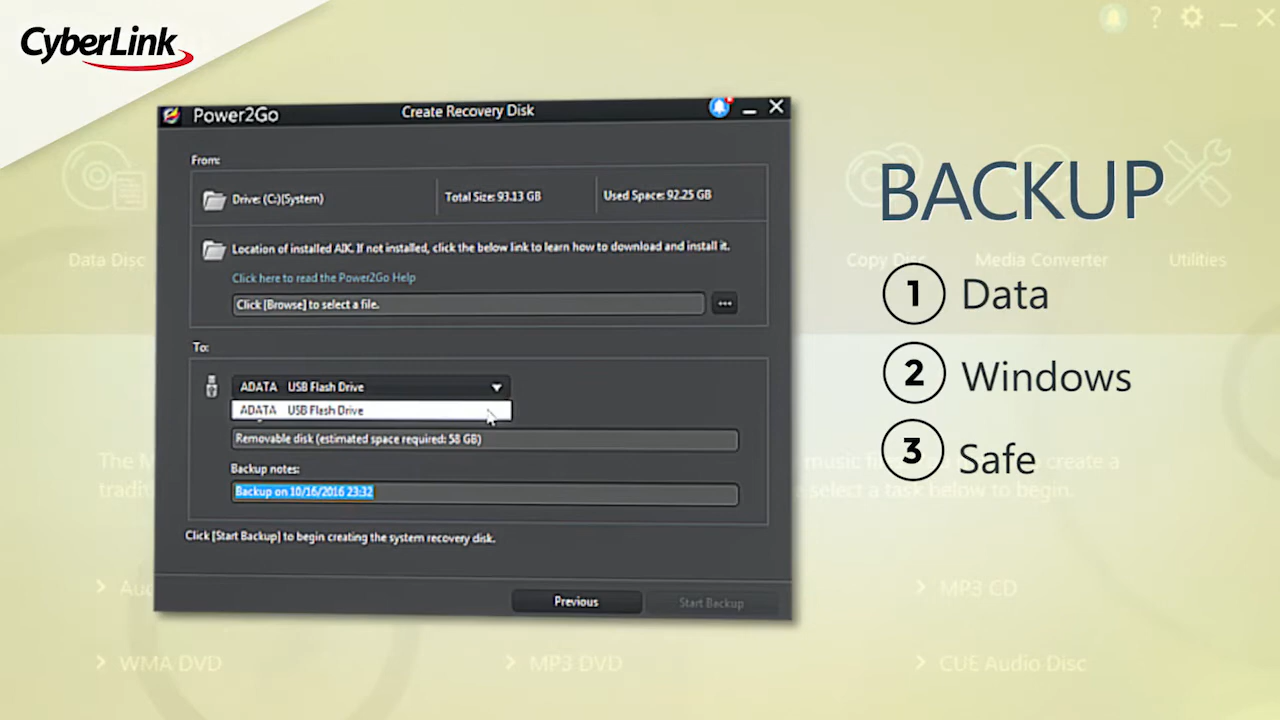 CyberLink
Power2Go
Create Recovery Disk
From:
Drive: (C:)(System)
Total Size: 93.13 GB
Used Space: 92.25 GB
Location of installed AIK. If not installed, click the below link to learn how to download and install it.
Click here to read the Power2Go Help
Click [Browse] to select a file.
To:
ADATA USB Flash Drive
ADATA USB Flash Drive
Removable disk (estimated space required: 58 GB)
Backup notes:
Backup on 10/16/2016 23:32
Click [Start Backup] to begin creating the system recovery disk.
Previous
Start Backup
BACKUP
1 Data
2 Windows
3 Safe
Data Disc
Copy Disc
Media Converter
Utilities
MP3 CD
WMA DVD
MP3 DVD
CUE Audio Disc